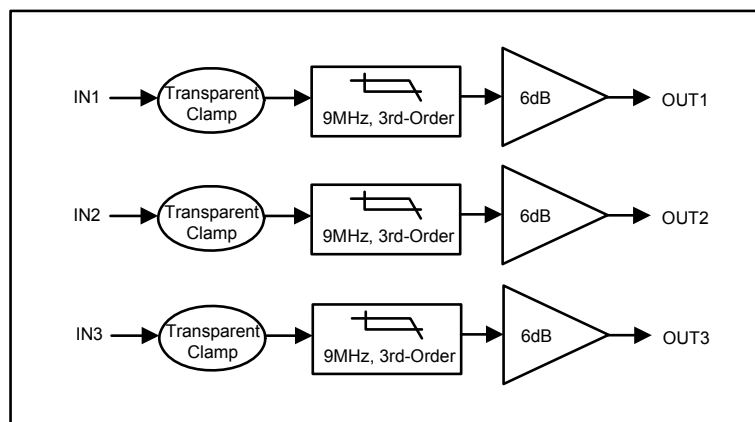 IN1
Transparent
Clamp
9MHz, 3rd-Order
6dB
OUT1
IN2
Transparent
Clamp
9MHz, 3rd-Order
6dB
OUT2
IN3
Transparent
Clamp
9MHz, 3rd-Order
6dB
OUT3